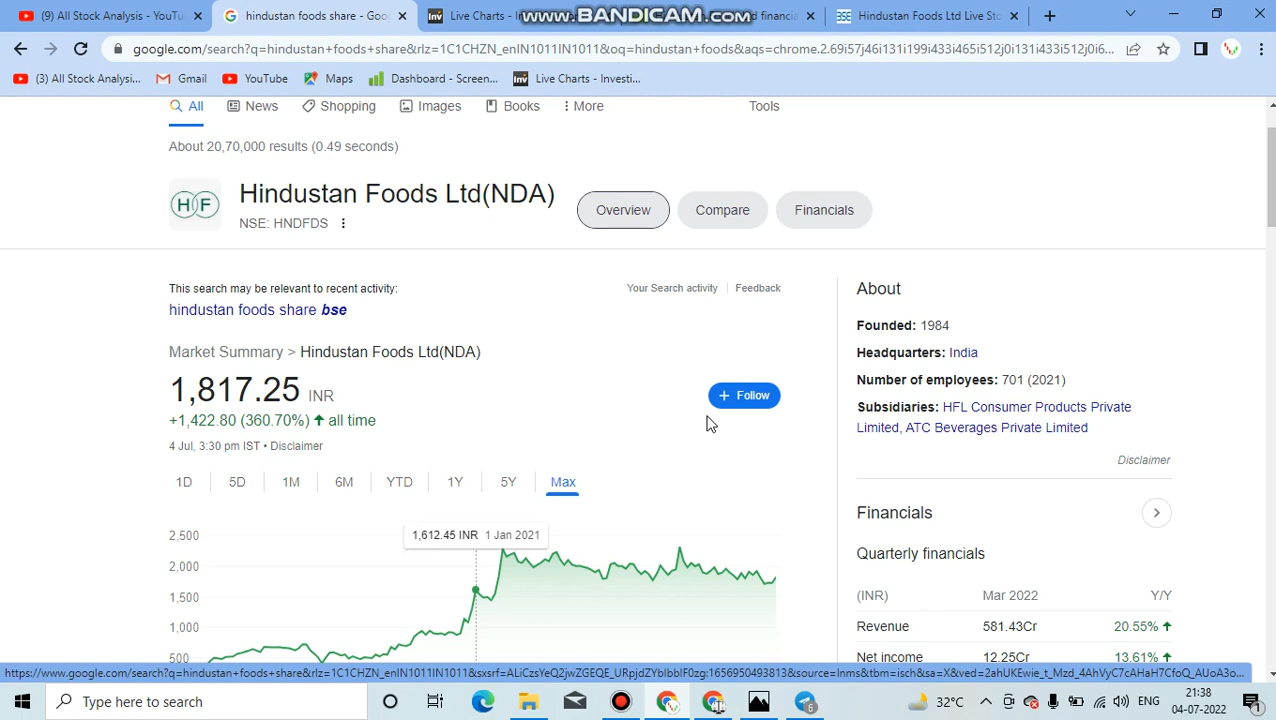 (9) All Stock Analysis - YouTu
hindustan foods share - Goo
Inv Live Charts - In
www.BANDICAM.com
d financial
Hindustan Foods Ltd Live Sto
google.com/search?q=hindustan+foods+share&rlz=1C1CHZN_enIN1011IN1011&oq=hindustan+foods&aqs=chrome.2.69i57j46i131i199i433i465i512j0i131i433i512j0i6...
(3) All Stock Analysi...
Gmail
YouTube
Maps
Dashboard - Screen...
Inv Live Charts - Investi...
All
News
Shopping
Images
Books
More
Tools
About 20,70,000 results (0.49 seconds)
HF
Hindustan Foods Ltd(NDA)
NSE: HNDFDS
Overview
Compare
Financials
This search may be relevant to recent activity:
Your Search activity
Feedback
hindustan foods share bse
Market Summary > Hindustan Foods Ltd(NDA)
1,817.25 INR
+ Follow
+1,422.80 (360.70%) ↑ all time
4 Jul, 3:30 pm IST • Disclaimer
1D
5D
1M
6M
YTD
1Y
5Y
Max
1,612.45 INR 1 Jan 2021
2,500
2,000
1,500
1,000
500
About
Founded: 1984
Headquarters: India
Number of employees: 701 (2021)
Subsidiaries: HFL Consumer Products Private
Limited, ATC Beverages Private Limited
Disclaimer
Financials
Quarterly financials
(INR) Mar 2022 Y/Y
Revenue 581.43Cr 20.55% ↑
Net income 12.25Cr 13.61% ↑
Type here to search
6
32°C
ENG
21:38
04-07-2022
1